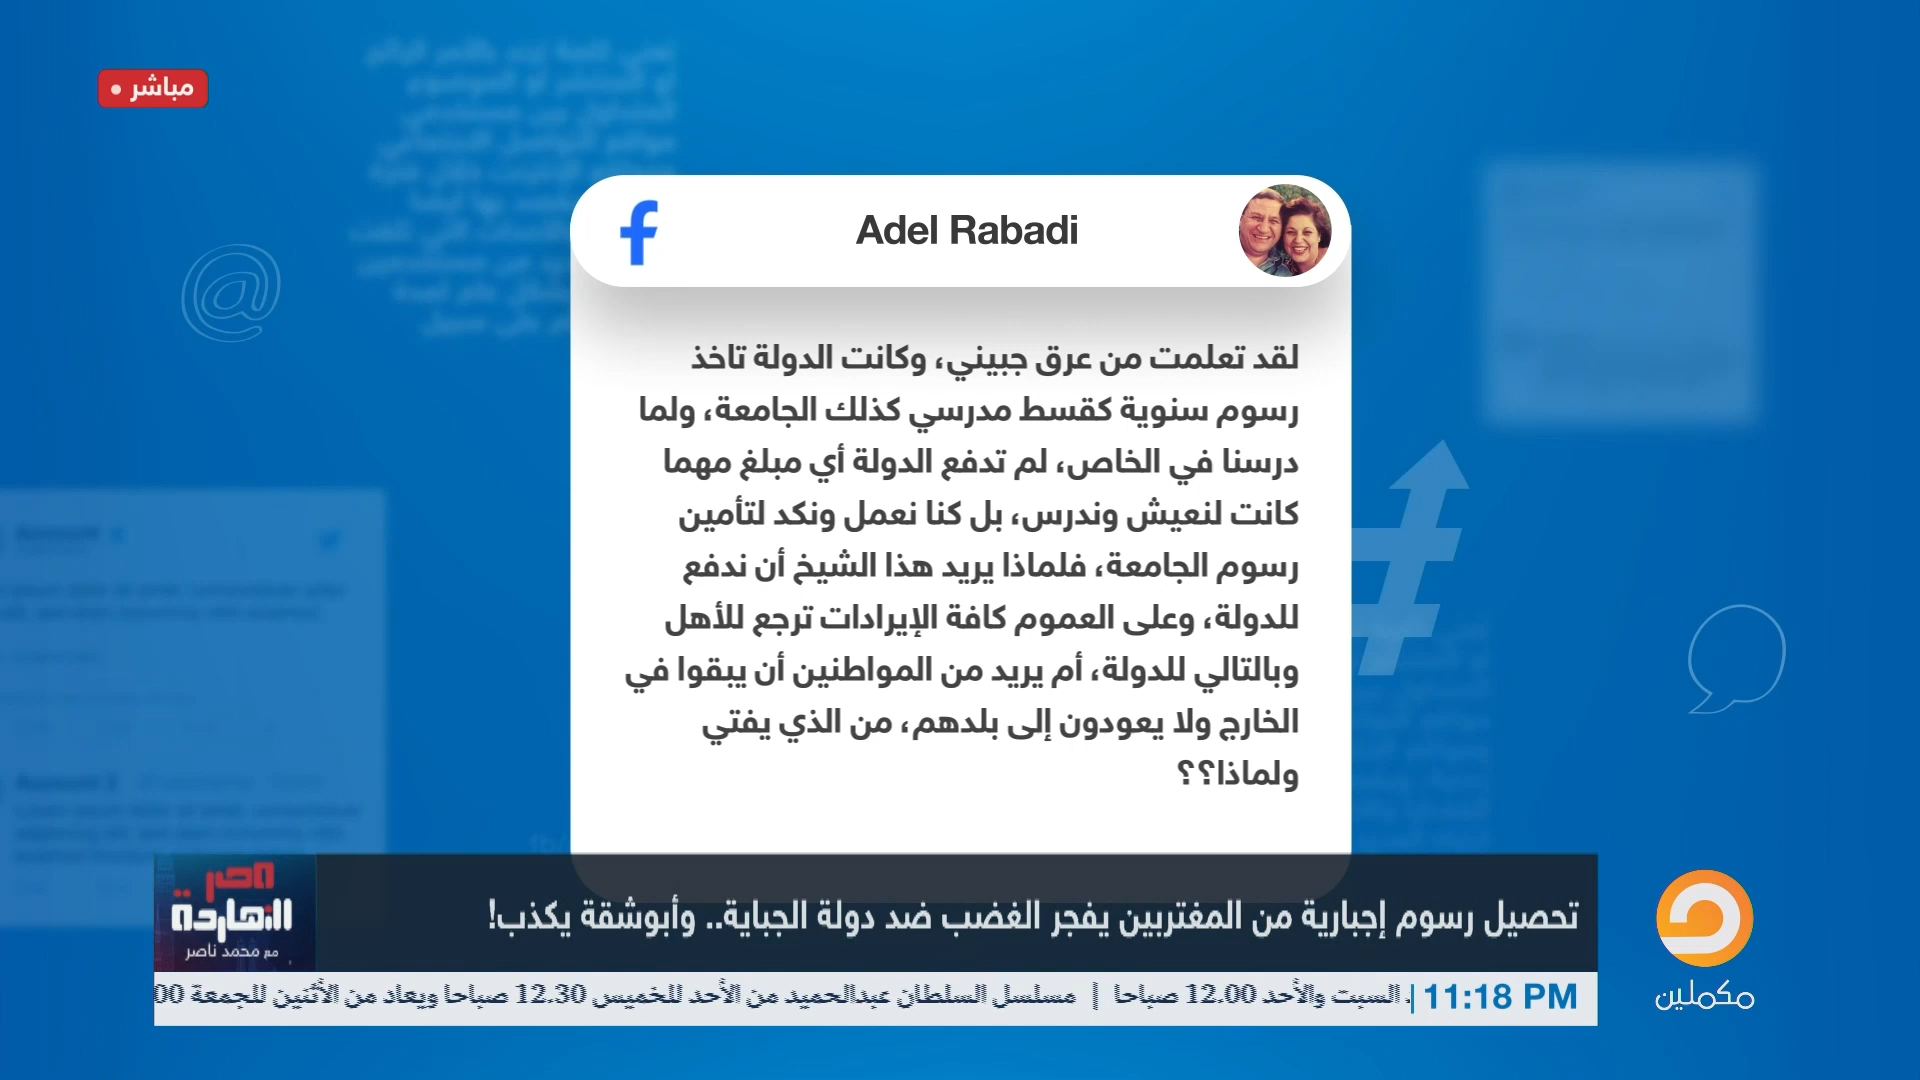 مباشر
Adel Rabadi
لقد تعلمت من عرق جبيني، وكانت الدولة تاخذ
رسوم سنوية كقسط مدرسي كذلك الجامعة، ولما
درسنا في الخاص، لم تدفع الدولة أي مبلغ مهما
كانت لنعيش وندرس، بل كنا نعمل ونكد لتأمين
رسوم الجامعة، فلماذا يريد هذا الشيخ أن ندفع
للدولة، وعلى العموم كافة الإيرادات ترجع للأهل
وبالتالي للدولة، أم يريد من المواطنين أن يبقوا في
الخارج ولا يعودون إلى بلدهم، من الذي يفتي
ولماذا؟؟
تحصيل رسوم إجبارية من المغتربين يفجر الغضب ضد دولة الجباية.. وأبوشقة يكذب!
مصر
النهاردة
مع محمد ناصر
11:18 PM
السبت والأحد 12.00 صباحا | مسلسل السلطان عبدالحميد من الأحد للخميس 12.30 صباحا ويعاد من الأثنين للجمعة 00
مكملين